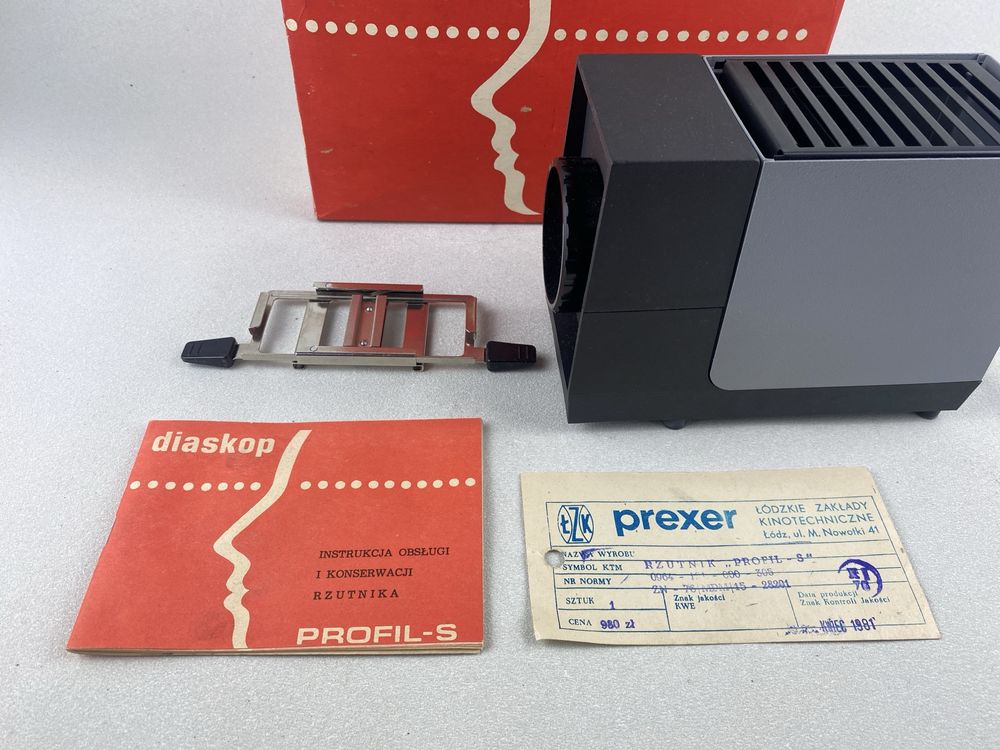 diaskop
INSTRUKCJA OBSŁUGI
I KONSERWACJI
RZUTNIKA
PROFIL-S
ŁZK
prexer
ŁÓDZKIE ZAKŁADY
KINOTECHNICZNE
Łódź, ul. M. Nowotki 41
NAZWA WYROBU
RZUTNIK „PROFIL-S"
SYMBOL KTM
NR NORMY
SZTUK 1
Znak jakości
KWE
Data produkcji
Znak Kontroli Jakości
CENA 980 zł
KWIEC 1981